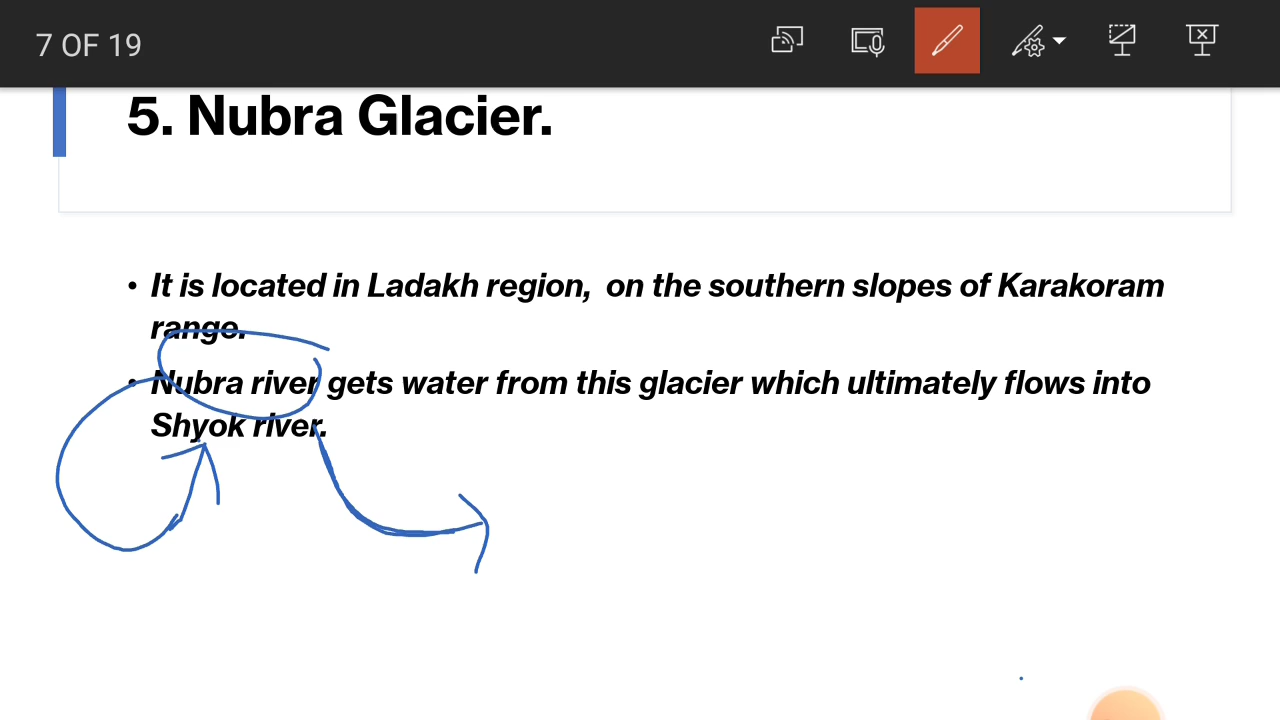 7 OF 19
5. Nubra Glacier.
• It is located in Ladakh region, on the southern slopes of Karakoram
range.
• Nubra river gets water from this glacier which ultimately flows into
Shyok river.